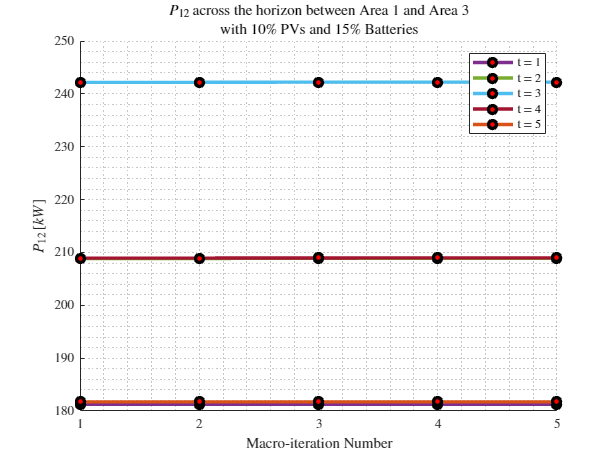 P₁₂ across the horizon between Area 1 and Area 3
with 10% PVs and 15% Batteries
250
240
230
220
210
200
190
180
P₁₂ [kW]
t = 1
t = 2
t = 3
t = 4
t = 5
1
2
3
4
5
Macro-iteration Number